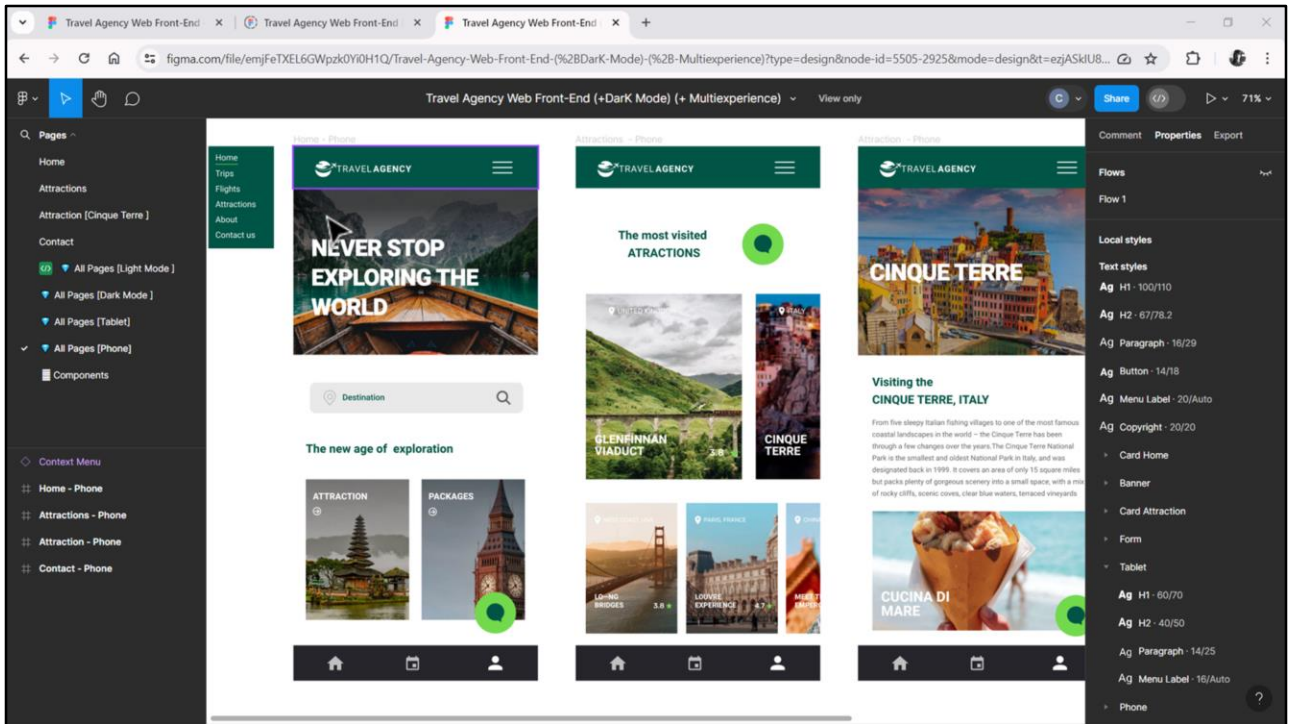 Travel Agency Web Front-End
Travel Agency Web Front-End
Travel Agency Web Front-End
figma.com/file/emjFeTXEL6GWpzk0Yi0H1Q/Travel-Agency-Web-Front-End-(%2BDarK-Mode)-(%2B-Multiexperience)?type=design&node-id=5505-2925&mode=design&t=ezjASkIU8...
Travel Agency Web Front-End (+DarK Mode) (+ Multiexperience)
View only
C
Share
71%
Pages
Home
Attractions
Attraction [Cinque Terre ]
Contact
All Pages [Light Mode ]
All Pages [Dark Mode ]
All Pages [Tablet]
All Pages [Phone]
Components
Context Menu
Home - Phone
Attractions - Phone
Attraction - Phone
Contact - Phone
Home
Trips
Flights
Attractions
About
Contact us
Home - Phone
TRAVEL AGENCY
NEVER STOP
EXPLORING THE
WORLD
Destination
The new age of exploration
ATTRACTION
PACKAGES
Attractions - Phone
TRAVEL AGENCY
The most visited
ATRACTIONS
ITALY
GLENFINNAN
VIADUCT
3.8
CINQUE
TERRE
PARIS, FRANCE
LO-NG
BRIDGES
3.8
LOUVRE
EXPERIENCE
4.7
Attraction - Phone
TRAVEL AGENCY
CINQUE TERRE
Visiting the
CINQUE TERRE, ITALY
From five sleepy Italian fishing villages to one of the most famous
coastal landscapes in the world – the Cinque Terre has been
through a few changes over the years.The Cinque Terre National
Park is the smallest and oldest National Park in Italy, and was
designated back in 1999. It covers an area of only 15 square miles
but packs plenty of gorgeous scenery into a small space, with a mix
of rocky cliffs, scenic coves, clear blue waters, terraced vineyards
CUCINA DI
MARE
Comment Properties Export
Flows
Flow 1
Local styles
Text styles
Ag H1 · 100/110
Ag H2 · 67/78.2
Ag Paragraph · 16/29
Ag Button · 14/18
Ag Menu Label · 20/Auto
Ag Copyright · 20/20
Card Home
Banner
Card Attraction
Form
Tablet
Ag H1 · 60/70
Ag H2 · 40/50
Ag Paragraph · 14/25
Ag Menu Label · 16/Auto
Phone
?